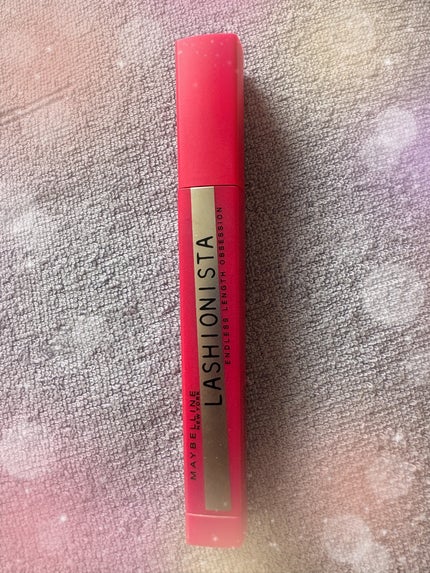 MAYBELLINE
NEW YORK
LASHIONISTA
ENDLESS LENGTH OBSESSION